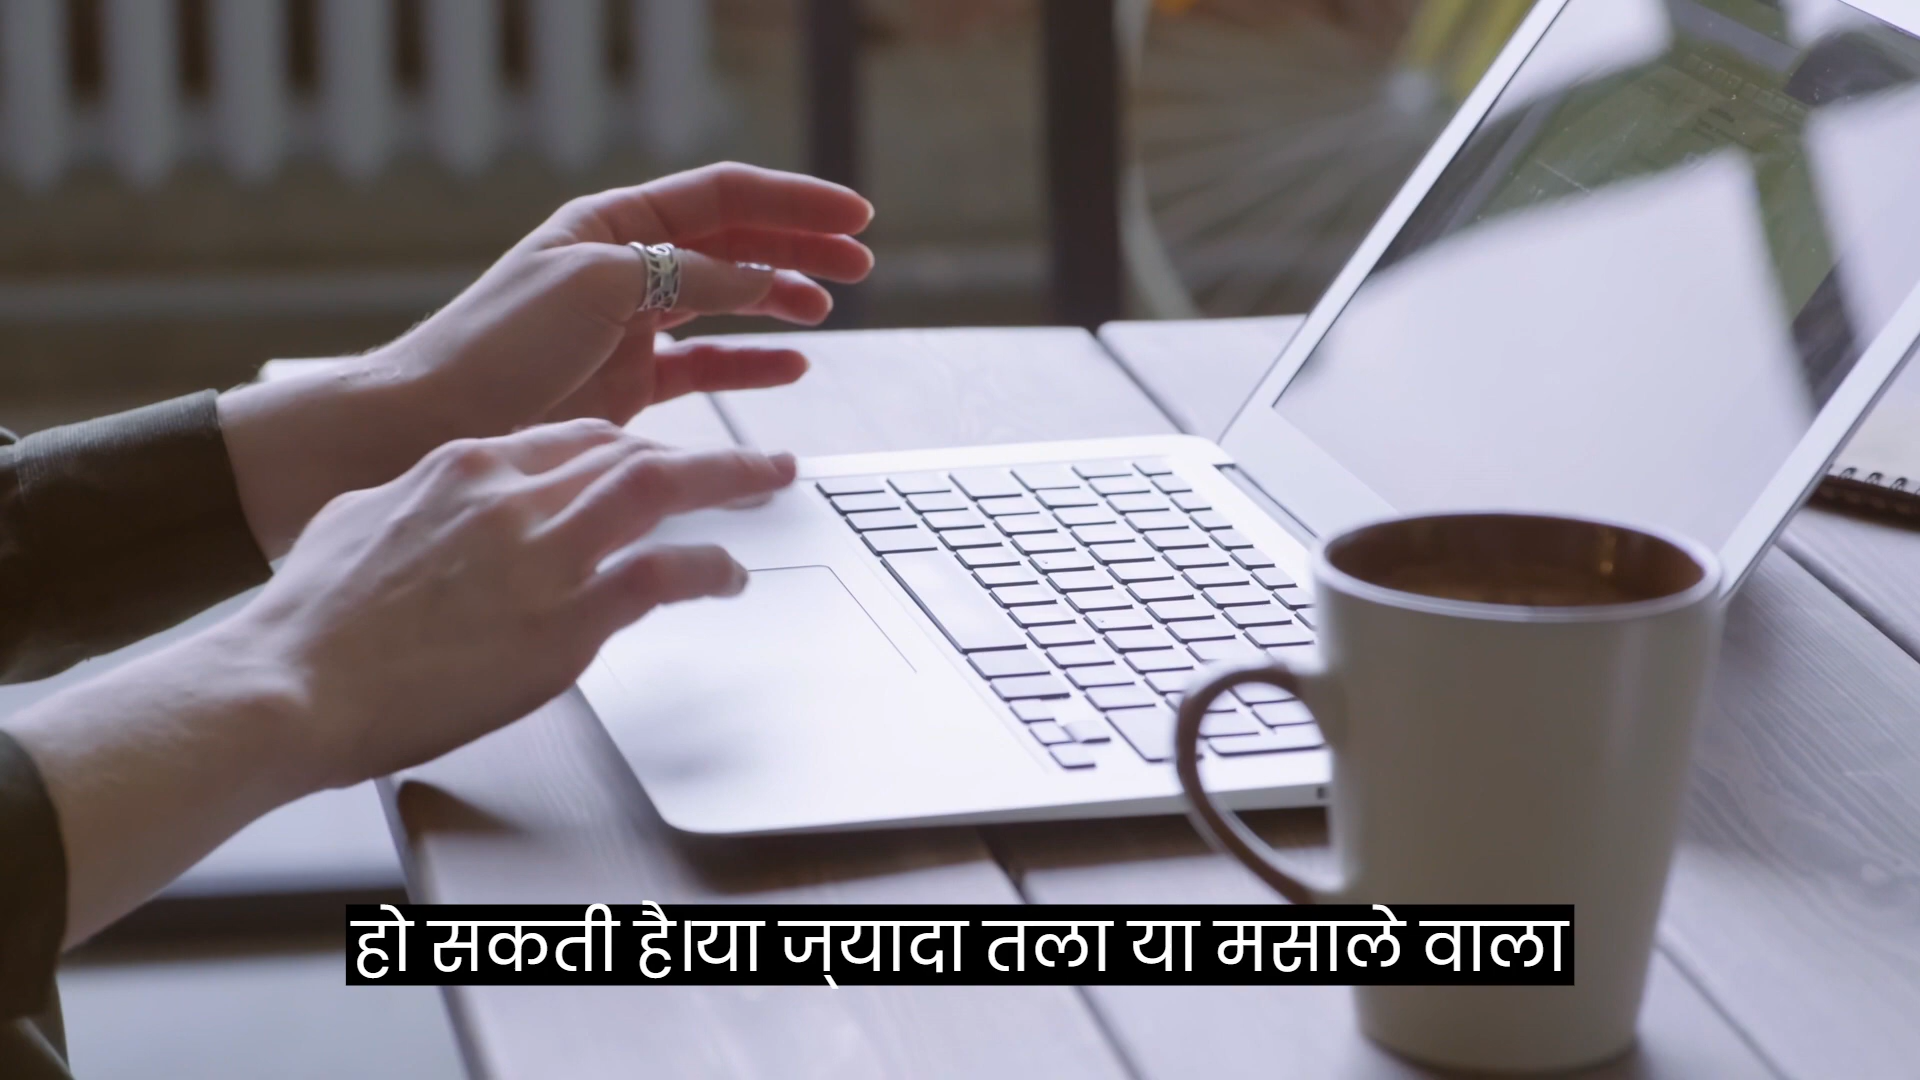 हो सकती है।या ज्यादा तला या मसाले वाला